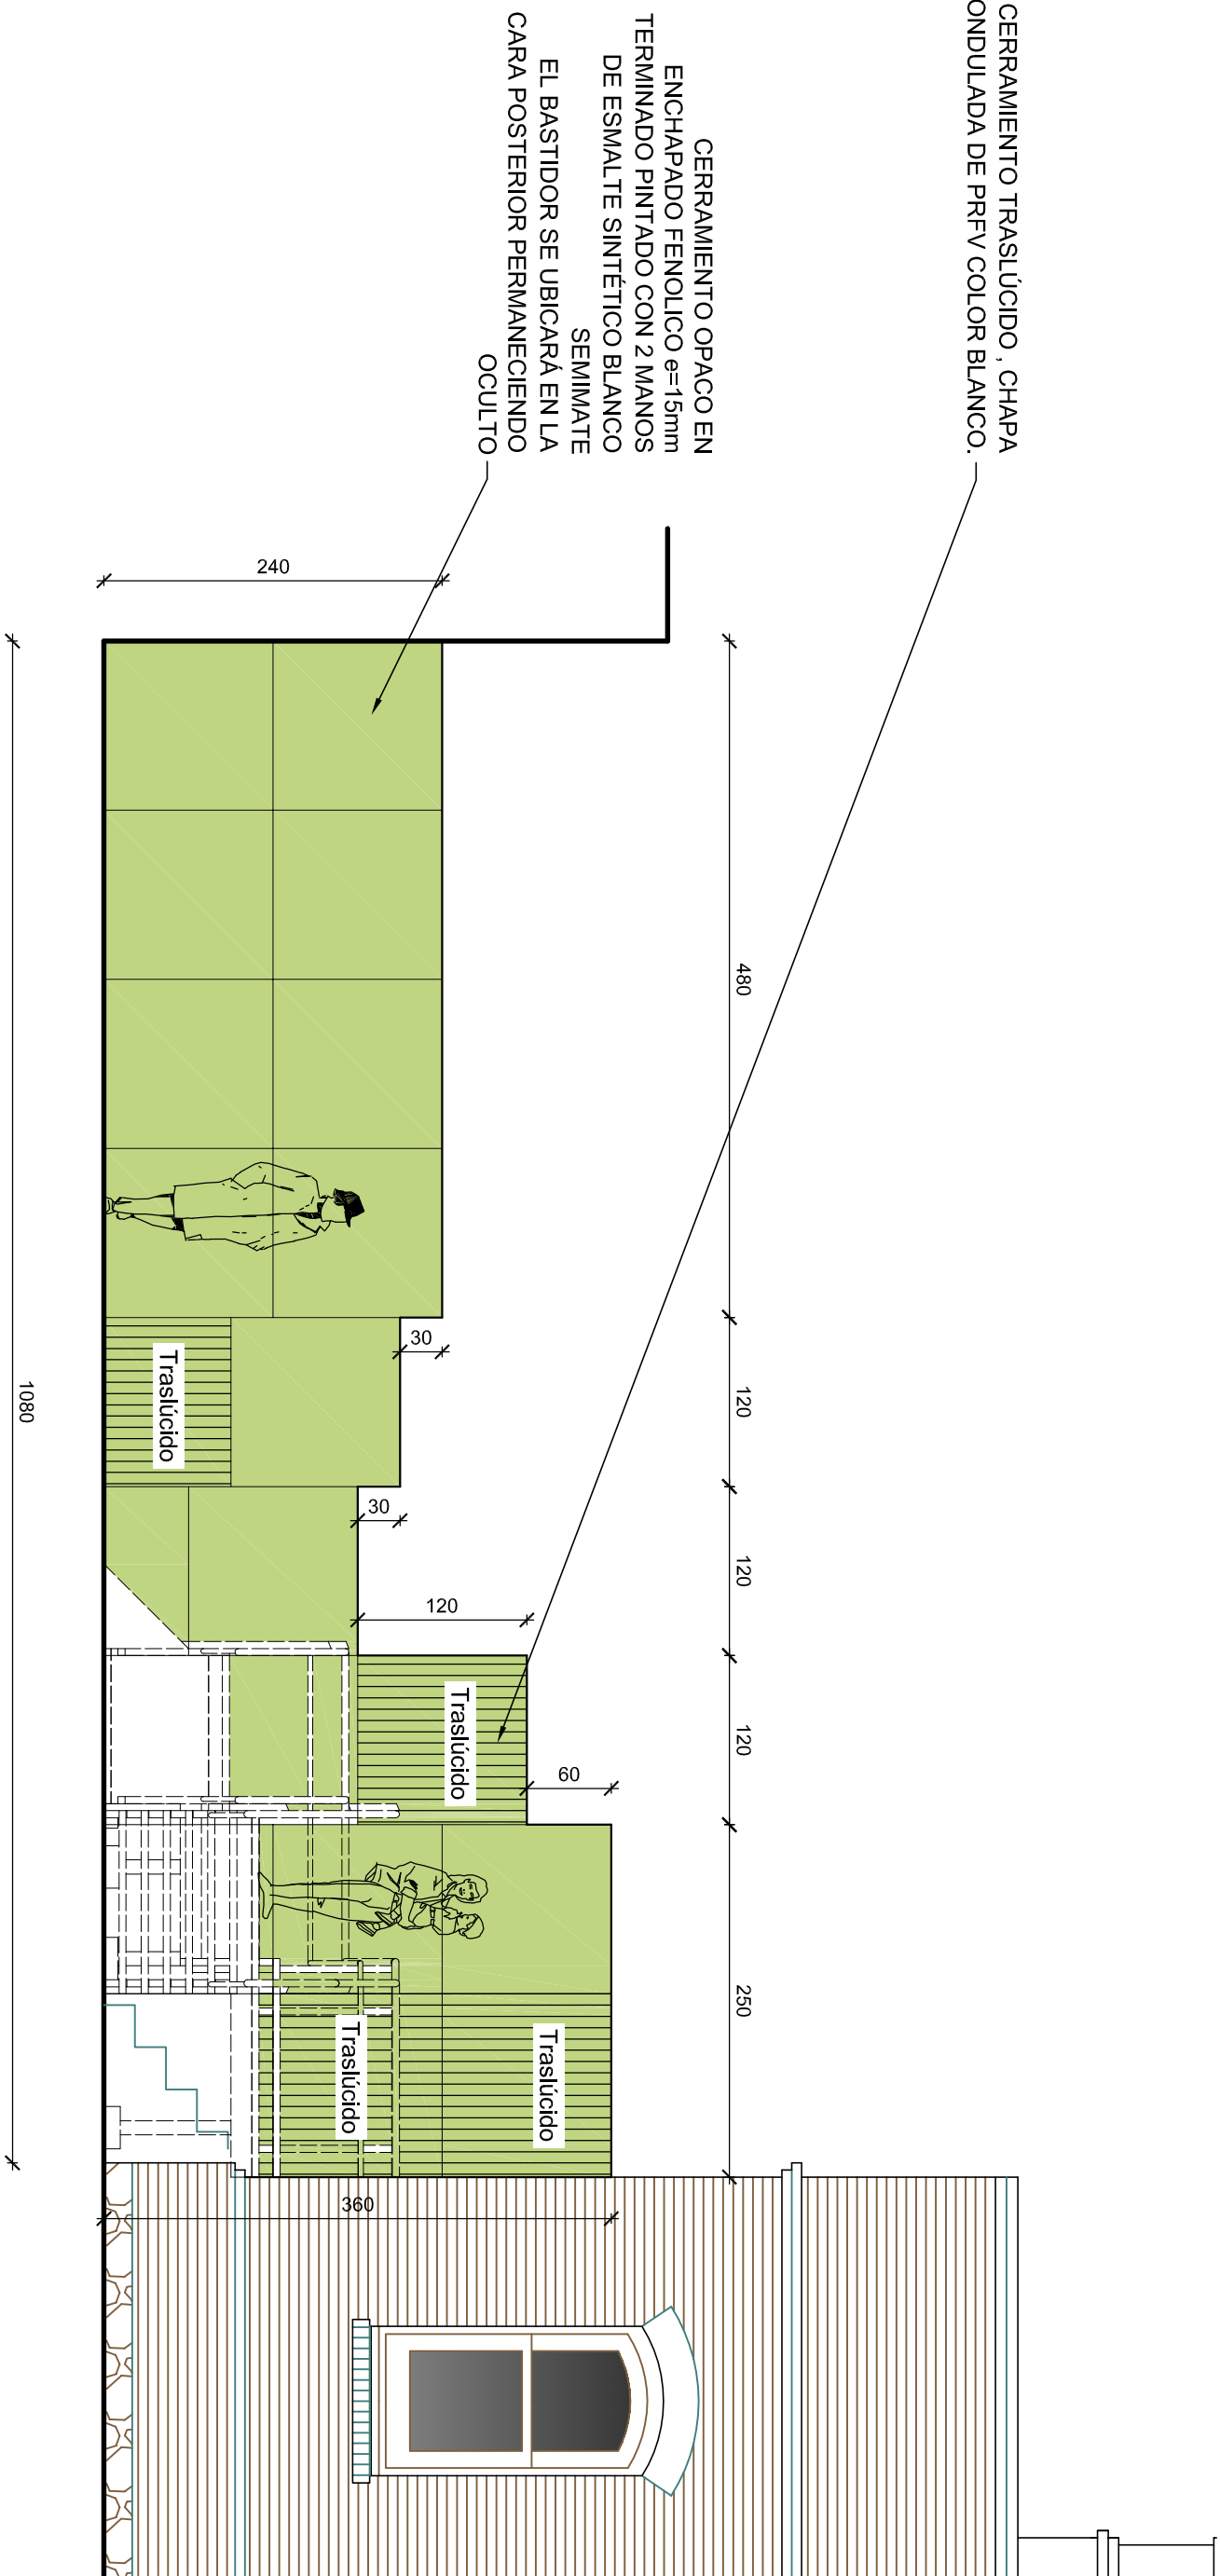 CERRAMIENTO TRASLÚCIDO , CHAPA
ONDULADA DE PRFV COLOR BLANCO.
CERRAMIENTO OPACO EN
ENCHAPADO FENOLICO e=15mm
TERMINADO PINTADO CON 2 MANOS
DE ESMALTE SINTÉTICO BLANCO
SEMIMATE
EL BASTIDOR SE UBICARÁ EN LA
CARA POSTERIOR PERMANECIENDO
OCULTO
480
120
120
120
250
240
30
30
120
60
360
Traslúcido
Traslúcido
Traslúcido
Traslúcido
1080